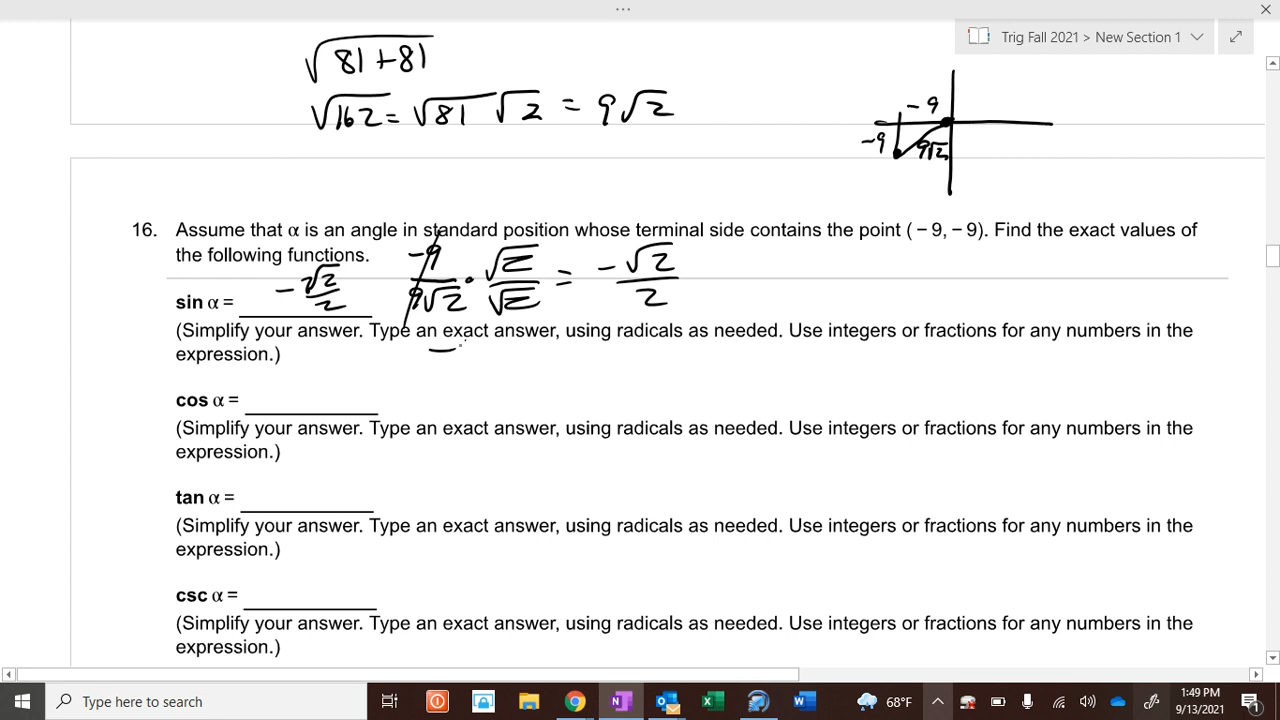 Trig Fall 2021 > New Section 1
√81+81
√162 = √81 √2 = 9√2
-9
-9
9√2
16. Assume that α is an angle in standard position whose terminal side contains the point (−9,−9). Find the exact values of
the following functions.
sin α = -√2/2 -9/9√2 · √2/√2 = -√2/2
(Simplify your answer. Type an exact answer, using radicals as needed. Use integers or fractions for any numbers in the
expression.)
cos α =
(Simplify your answer. Type an exact answer, using radicals as needed. Use integers or fractions for any numbers in the
expression.)
tan α =
(Simplify your answer. Type an exact answer, using radicals as needed. Use integers or fractions for any numbers in the
expression.)
csc α =
(Simplify your answer. Type an exact answer, using radicals as needed. Use integers or fractions for any numbers in the
expression.)
Type here to search
68°F
1:49 PM
9/13/2021